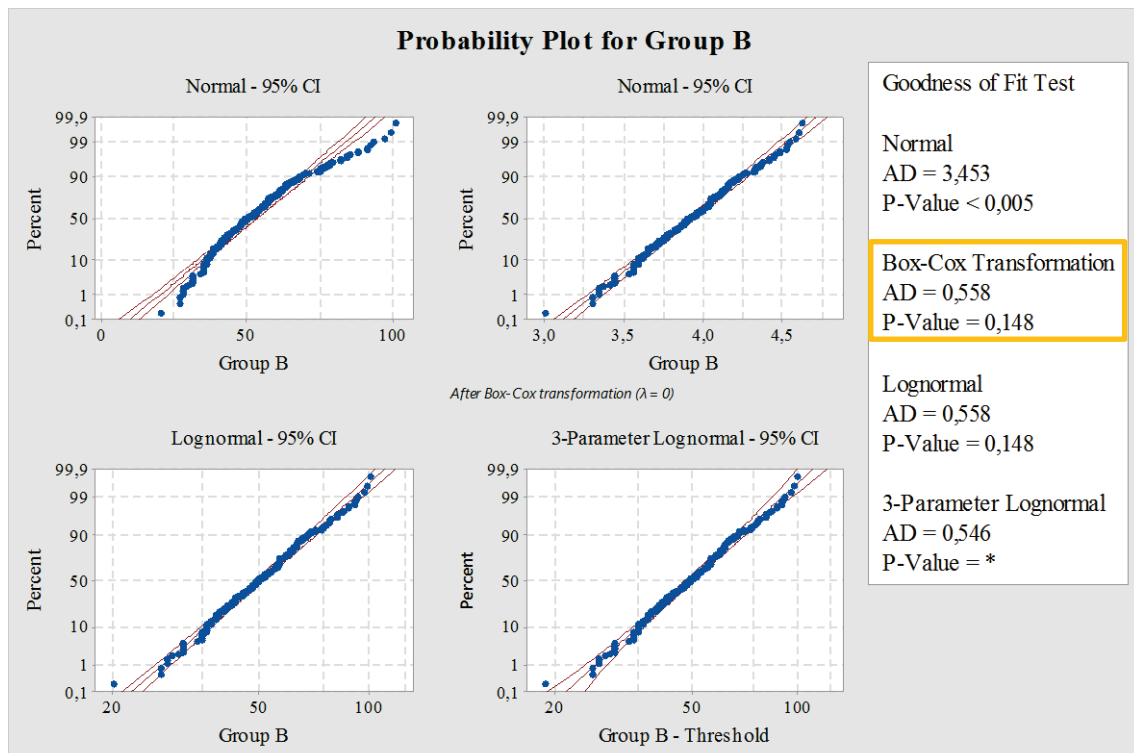 Probability Plot for Group B
Normal - 95% CI
99,9
99
90
50
10
1
0,1
Percent
0
50
100
Group B
Normal - 95% CI
99,9
99
90
50
10
1
0,1
Percent
3,0
3,5
4,0
4,5
Group B
After Box-Cox transformation (λ = 0)
Lognormal - 95% CI
99,9
99
90
50
10
1
0,1
Percent
20
50
100
Group B
3-Parameter Lognormal - 95% CI
99,9
99
90
50
10
1
0,1
Percent
20
50
100
Group B - Threshold
Goodness of Fit Test
Normal
AD = 3,453
P-Value < 0,005
Box-Cox Transformation
AD = 0,558
P-Value = 0,148
Lognormal
AD = 0,558
P-Value = 0,148
3-Parameter Lognormal
AD = 0,546
P-Value = *